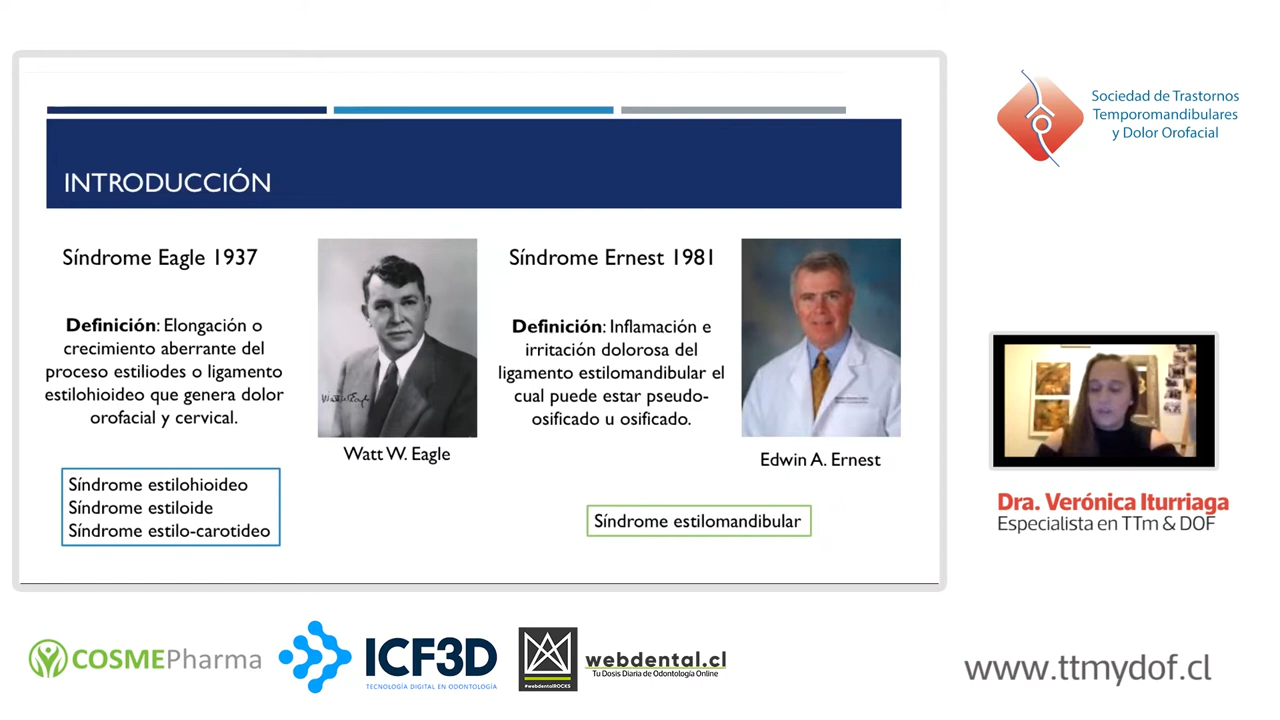 INTRODUCCIÓN
Síndrome Eagle 1937
Definición: Elongación o
crecimiento aberrante del
proceso estiliodes o ligamento
estilohioideo que genera dolor
orofacial y cervical.
Watt W. Eagle
Watt W. Eagle
Síndrome estilohioideo
Síndrome estiloide
Síndrome estilo-carotideo
Síndrome Ernest 1981
Definición: Inflamación e
irritación dolorosa del
ligamento estilomandibular el
cual puede estar pseudo-
osificado u osificado.
Edwin A. Ernest
Síndrome estilomandibular
Sociedad de Trastornos
Temporomandibulares
y Dolor Orofacial
Dra. Verónica Iturriaga
Especialista en TTm & DOF
COSMEPharma
ICF3D
TECNOLOGÍA DIGITAL EN ODONTOLOGÍA
#webdentalROCKS
webdental.cl
Tu Dosis Diaria de Odontología Online
www.ttmydof.cl